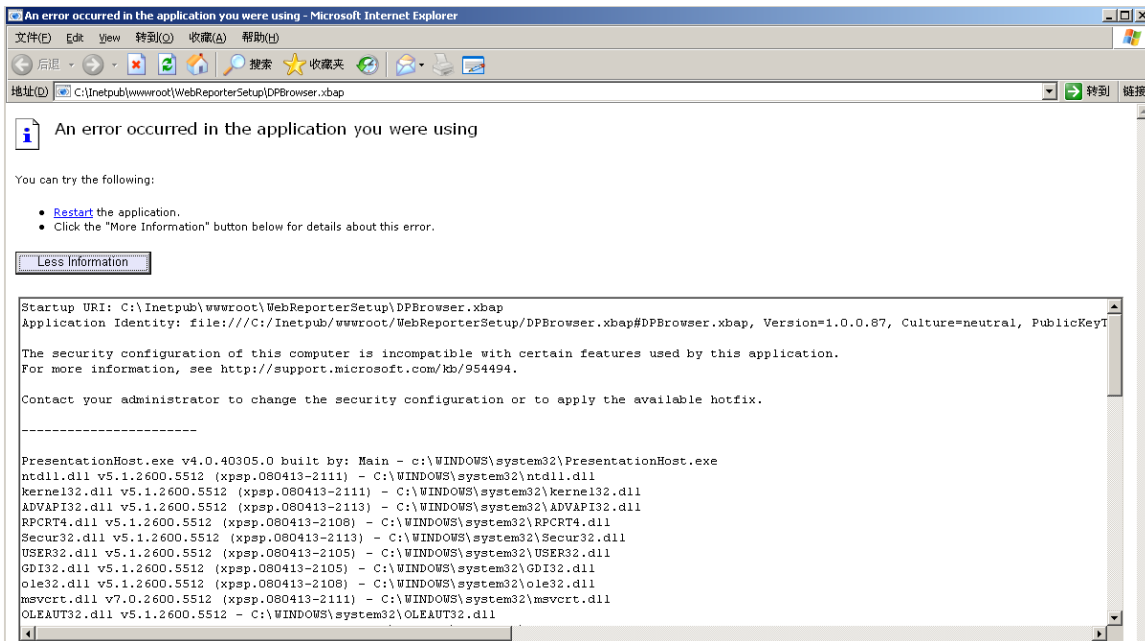 An error occurred in the application you were using - Microsoft Internet Explorer
文件(F) Edit View 转到(O) 收藏(A) 帮助(H)
后退 搜索 收藏夹
地址(D) C:\Inetpub\wwwroot\WebReporterSetup\DPBrowser.xbap 转到 链接
An error occurred in the application you were using
You can try the following:
Restart the application.
Click the "More Information" button below for details about this error.
Less Information
Startup URI: C:\Inetpub\wwwroot\WebReporterSetup\DPBrowser.xbap
Application Identity: file:///C:/Inetpub/wwwroot/WebReporterSetup/DPBrowser.xbap#DPBrowser.xbap, Version=1.0.0.87, Culture=neutral, PublicKeyT
The security configuration of this computer is incompatible with certain features used by this application.
For more information, see http://support.microsoft.com/kb/954494.
Contact your administrator to change the security configuration or to apply the available hotfix.
-----------------------
PresentationHost.exe v4.0.40305.0 built by: Main - c:\WINDOWS\system32\PresentationHost.exe
ntdll.dll v5.1.2600.5512 (xpsp.080413-2111) - C:\WINDOWS\system32\ntdll.dll
kernel32.dll v5.1.2600.5512 (xpsp.080413-2111) - C:\WINDOWS\system32\kernel32.dll
ADVAPI32.dll v5.1.2600.5512 (xpsp.080413-2113) - C:\WINDOWS\system32\ADVAPI32.dll
RPCRT4.dll v5.1.2600.5512 (xpsp.080413-2108) - C:\WINDOWS\system32\RPCRT4.dll
Secur32.dll v5.1.2600.5512 (xpsp.080413-2113) - C:\WINDOWS\system32\Secur32.dll
USER32.dll v5.1.2600.5512 (xpsp.080413-2105) - C:\WINDOWS\system32\USER32.dll
GDI32.dll v5.1.2600.5512 (xpsp.080413-2105) - C:\WINDOWS\system32\GDI32.dll
ole32.dll v5.1.2600.5512 (xpsp.080413-2108) - C:\WINDOWS\system32\ole32.dll
msvcrt.dll v7.0.2600.5512 (xpsp.080413-2111) - C:\WINDOWS\system32\msvcrt.dll
OLEAUT32.dll v5.1.2600.5512 - C:\WINDOWS\system32\OLEAUT32.dll